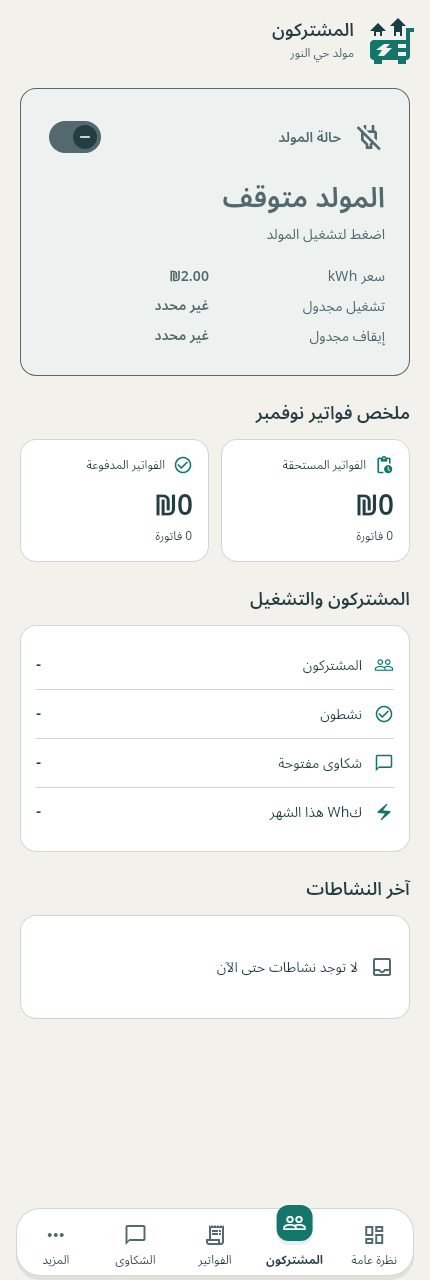 المشتركون
مولد حي النور
حالة المولد
المولد متوقف
اضغط لتشغيل المولد
سعر kWh ₪2.00
تشغيل مجدول غير محدد
إيقاف مجدول غير محدد
ملخص فواتير نوفمبر
الفواتير المستحقة
₪0
0 فاتورة
الفواتير المدفوعة
₪0
0 فاتورة
المشتركون والتشغيل
المشتركون -
نشطون -
شكاوى مفتوحة -
كWh هذا الشهر -
آخر النشاطات
لا توجد نشاطات حتى الآن
نظرة عامة
المشتركون
الفواتير
الشكاوى
المزيد